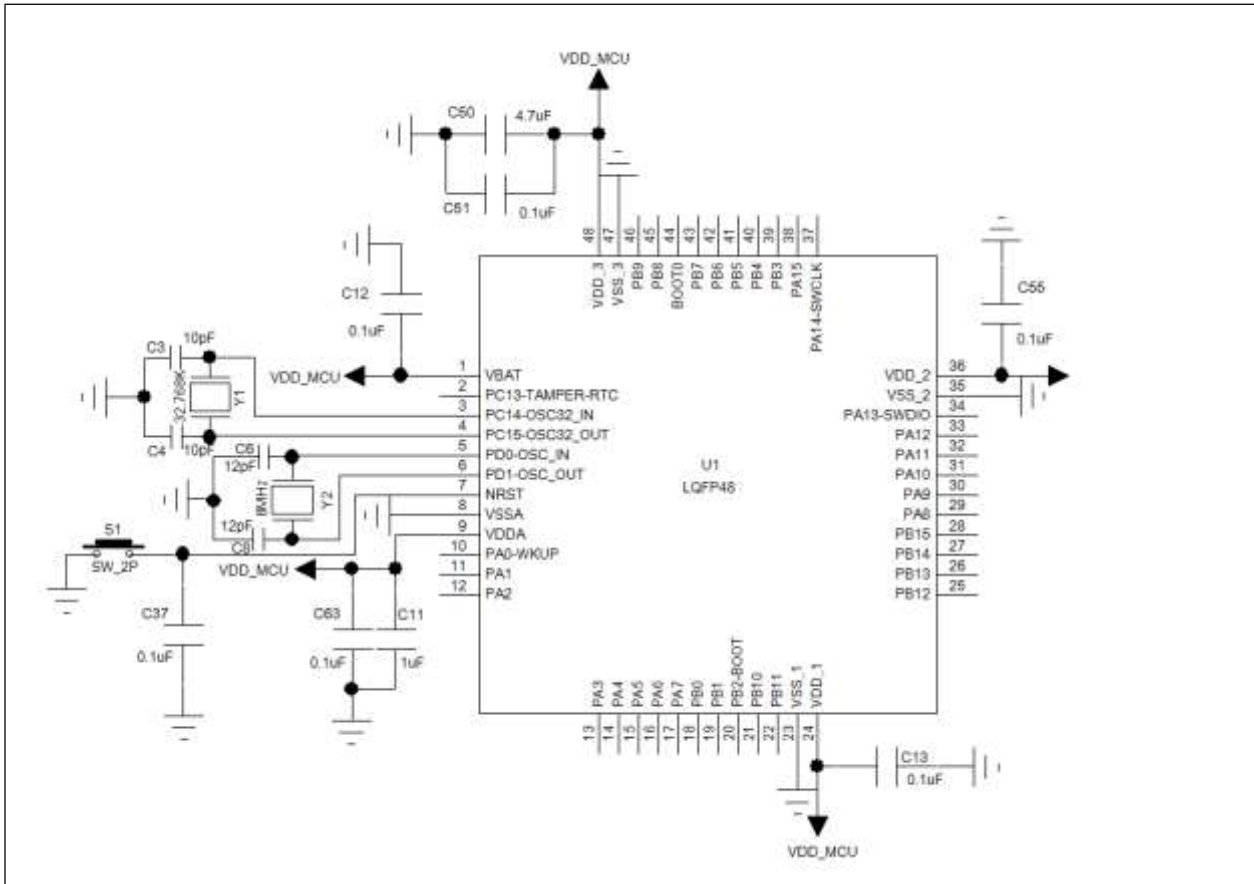 VDD_MCU
C50
4.7uF
C51
0.1uF
48
47
46
45
44
43
42
41
40
39
38
37
VDD_3
VSS_3
PB9
PB8
BOOT0
PB7
PB6
PB5
PB4
PB3
PA15
PA14-SWCLK
C12
0.1uF
C55
0.1uF
C3
10pF
32.768K
Y1
C4
10pF
VDD_MCU
1 VBAT
2 PC13-TAMPER-RTC
3 PC14-OSC32_IN
4 PC15-OSC32_OUT
5 PD0-OSC_IN
6 PD1-OSC_OUT
7 NRST
8 VSSA
9 VDDA
10 PA0-WKUP
11 PA1
12 PA2
C6
12pF
8MHz
Y2
12pF
C8
S1
SW_2P
VDD_MCU
C37
0.1uF
C63
0.1uF
C11
1uF
U1
LQFP48
VDD_2 36
VSS_2 35
PA13-SWDIO 34
PA12 33
PA11 32
PA10 31
PA9 30
PA8 29
PB15 28
PB14 27
PB13 26
PB12 25
PA3
PA4
PA5
PA6
PA7
PB0
PB1
PB2-BOOT
PB10
PB11
VSS_1
VDD_1
13
14
15
16
17
18
19
20
21
22
23
24
C13
0.1uF
VDD_MCU